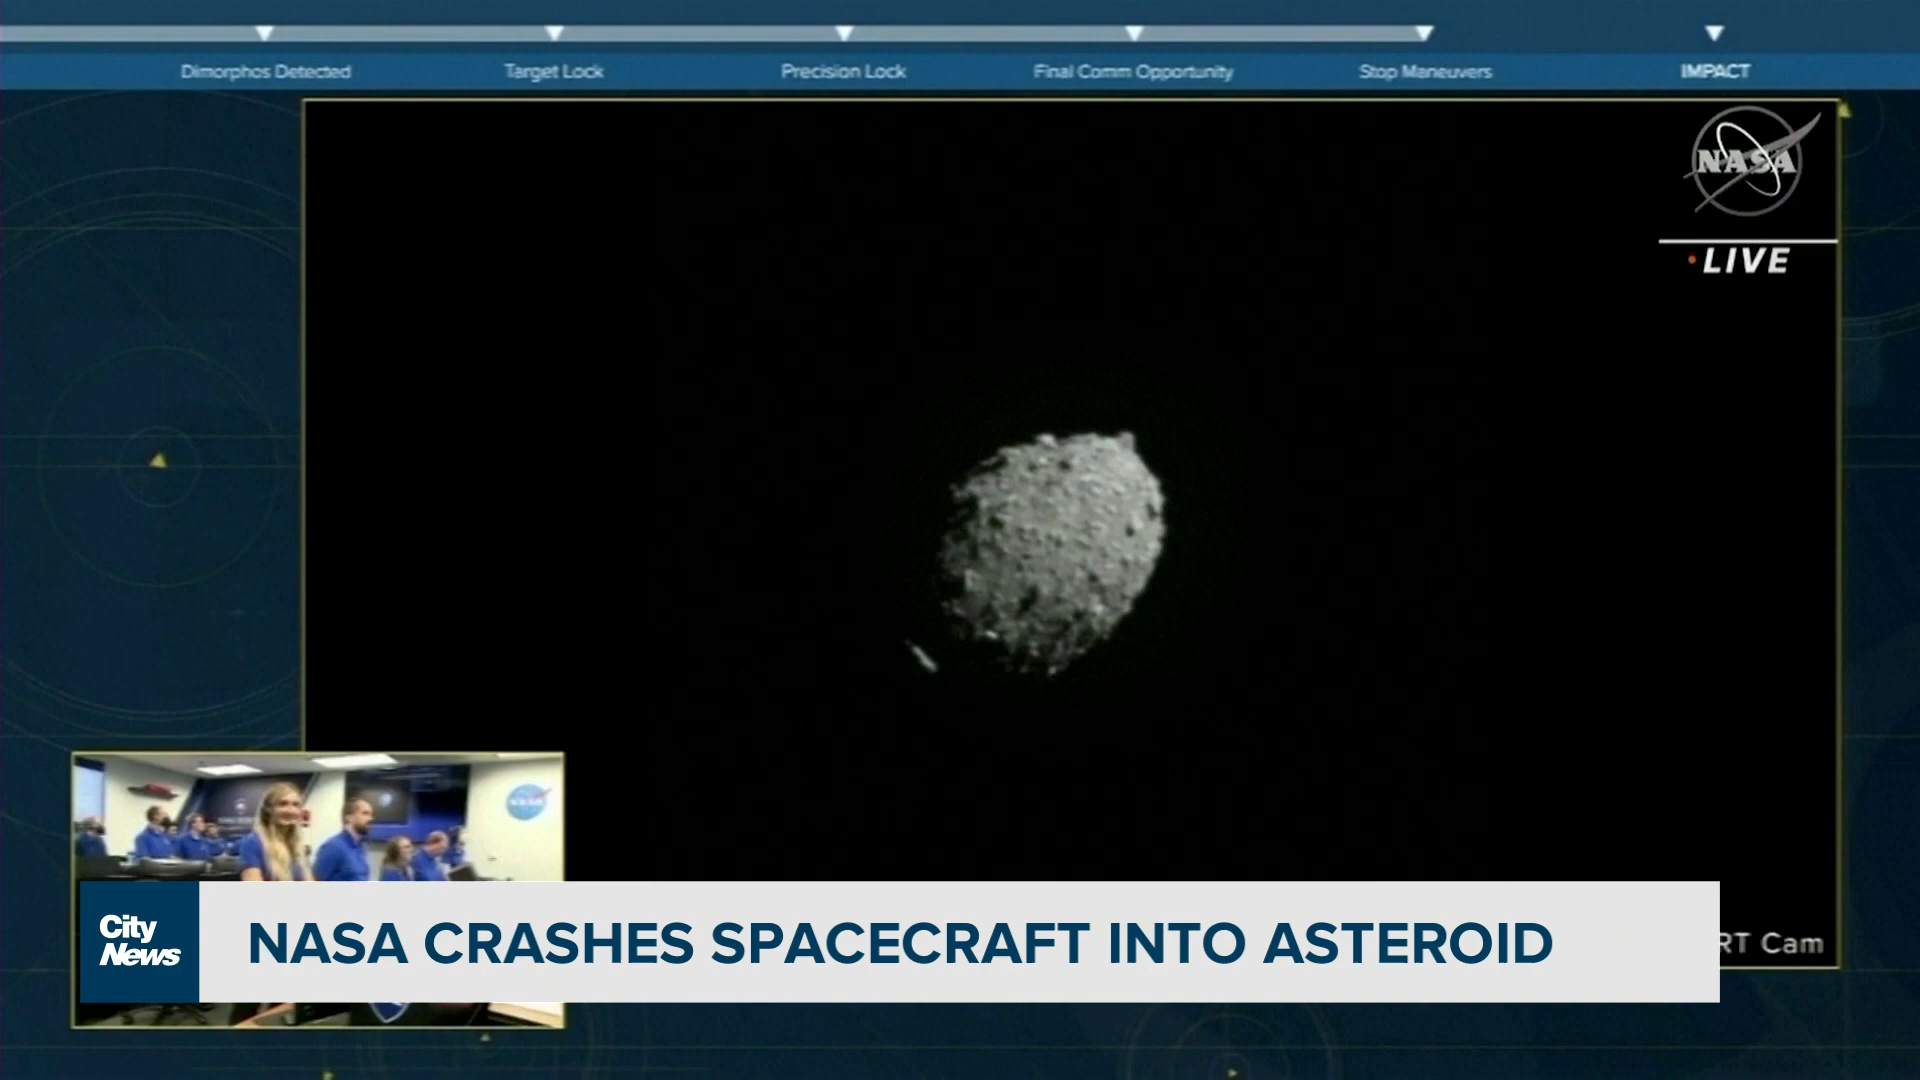 Dimorphos Detected
Target Lock
Precision Lock
Final Comm Opportunity
Stop Maneuvers
IMPACT
NASA
LIVE
NASA
City
News
NASA CRASHES SPACECRAFT INTO ASTEROID
RT Cam